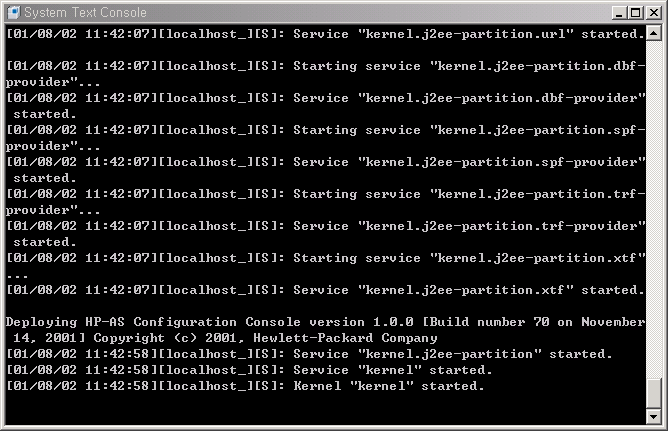 System Text Console
[01/08/02 11:42:07][localhost_][S]: Service "kernel.j2ee-partition.url" started.
[01/08/02 11:42:07][localhost_][S]: Starting service "kernel.j2ee-partition.dbf-
provider"...
[01/08/02 11:42:07][localhost_][S]: Service "kernel.j2ee-partition.dbf-provider"
 started.
[01/08/02 11:42:07][localhost_][S]: Starting service "kernel.j2ee-partition.spf-
provider"...
[01/08/02 11:42:07][localhost_][S]: Service "kernel.j2ee-partition.spf-provider"
 started.
[01/08/02 11:42:07][localhost_][S]: Starting service "kernel.j2ee-partition.trf-
provider"...
[01/08/02 11:42:07][localhost_][S]: Service "kernel.j2ee-partition.trf-provider"
 started.
[01/08/02 11:42:07][localhost_][S]: Starting service "kernel.j2ee-partition.xtf"
...
[01/08/02 11:42:07][localhost_][S]: Service "kernel.j2ee-partition.xtf" started.
Deploying HP-AS Configuration Console version 1.0.0 [Build number 70 on November
 14, 2001] Copyright (c) 2001, Hewlett-Packard Company
[01/08/02 11:42:58][localhost_][S]: Service "kernel.j2ee-partition" started.
[01/08/02 11:42:58][localhost_][S]: Service "kernel" started.
[01/08/02 11:42:58][localhost_][S]: Kernel "kernel" started.